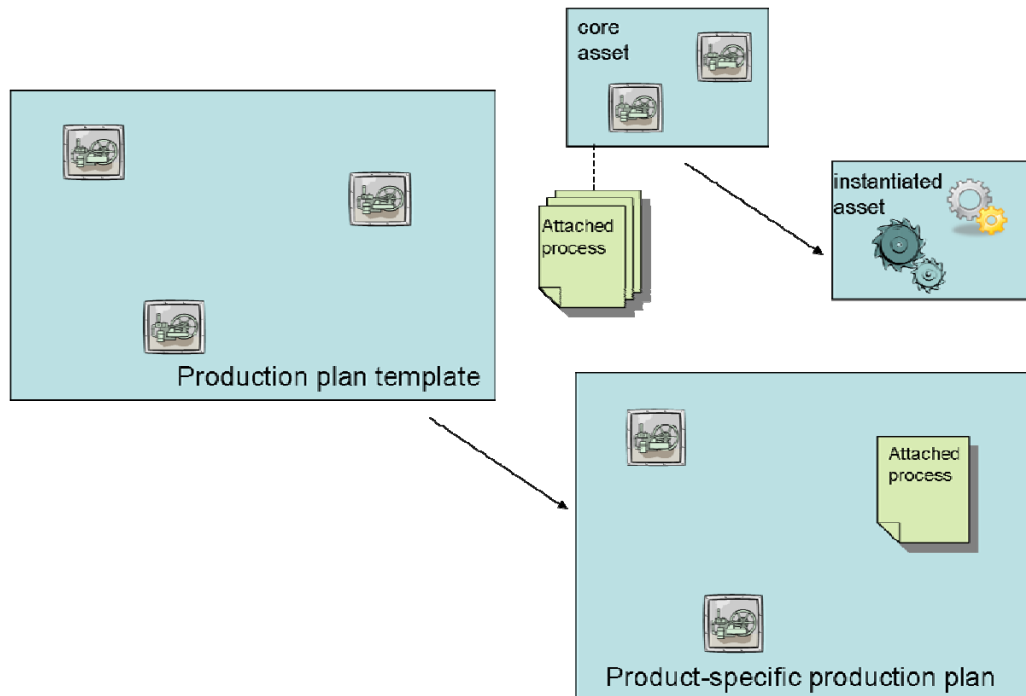 core
asset
instantiated
asset
Attached
process
Production plan template
Attached
process
Product-specific production plan